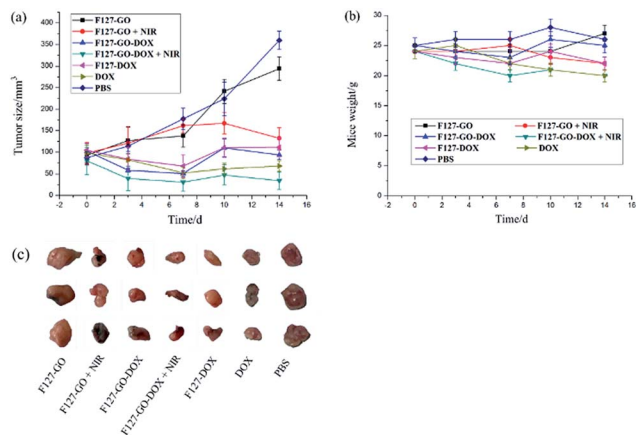 (a)
F127-GO
F127-GO + NIR
F127-GO-DOX
F127-GO-DOX + NIR
F127-DOX
DOX
PBS
400
350
300
250
200
150
100
50
0
-2 0 2 4 6 8 10 12 14 16
Tumor size/mm³
Time/d
(b)
45
40
35
30
25
20
15
10
5
0
-2 0 2 4 6 8 10 12 14 16
F127-GO F127-GO + NIR
F127-GO-DOX F127-GO-DOX + NIR
F127-DOX DOX
PBS
Mice weight/g
Time/d
(c)
F127-GO
F127-GO + NIR
F127-GO-DOX
F127-GO-DOX + NIR
F127-DOX
DOX
PBS